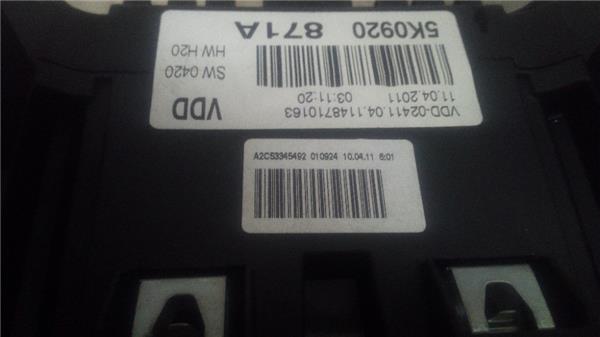 5K0920 871A
HW H20
SW 0420
11.04.2011 03:11:20
VDD-02411.04.1148710163
VDD
A2C53345492 010924 10.04.11 6:01